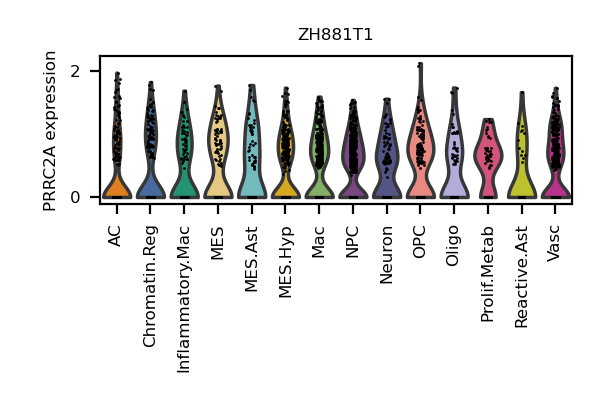 ZH881T1
PRRC2A expression
2
0
AC
Chromatin.Reg
Inflammatory.Mac
MES
MES.Ast
MES.Hyp
Mac
NPC
Neuron
OPC
Oligo
Prolif.Metab
Reactive.Ast
Vasc